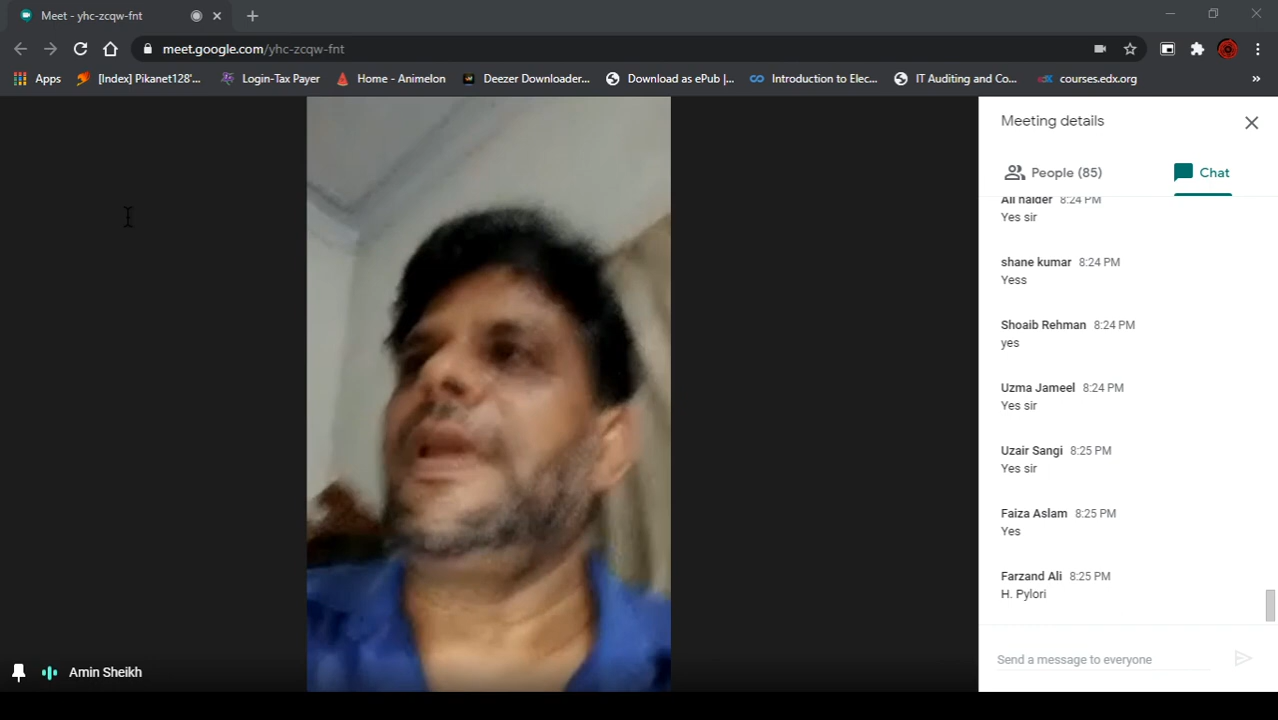 Meet - yhc-zcqw-fnt
meet.google.com/yhc-zcqw-fnt
Apps
[Index] Pikanet128'...
Login-Tax Payer
Home - Animelon
Deezer Downloader...
Download as ePub |...
Introduction to Elec...
IT Auditing and Co...
courses.edx.org
Meeting details
People (85)
Chat
Ali haider 8:24 PM
Yes sir
shane kumar 8:24 PM
Yess
Shoaib Rehman 8:24 PM
yes
Uzma Jameel 8:24 PM
Yes sir
Uzair Sangi 8:25 PM
Yes sir
Faiza Aslam 8:25 PM
Yes
Farzand Ali 8:25 PM
H. Pylori
Send a message to everyone
Amin Sheikh